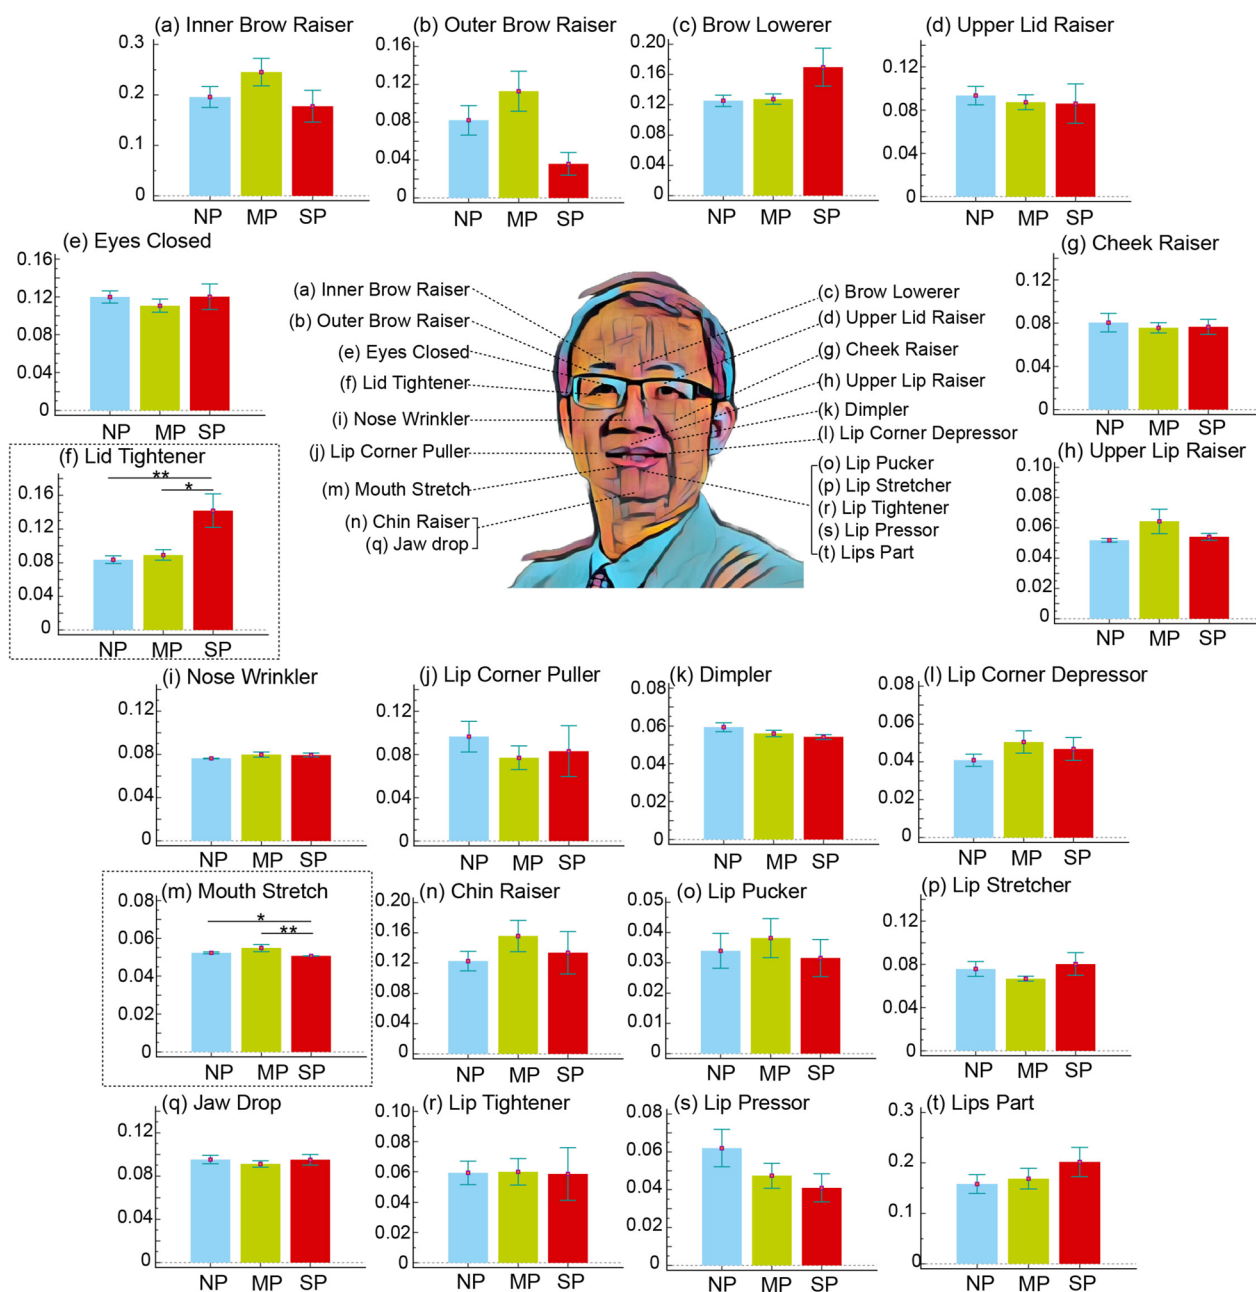 (a) Inner Brow Raiser
0.3
0.2
0.1
0
NP MP SP
(b) Outer Brow Raiser
0.16
0.12
0.08
0.04
0
NP MP SP
(c) Brow Lowerer
0.20
0.16
0.12
0.08
0.04
0
NP MP SP
(d) Upper Lid Raiser
0.12
0.08
0.04
0
NP MP SP
(e) Eyes Closed
0.16
0.12
0.08
0.04
0
NP MP SP
(a) Inner Brow Raiser
(b) Outer Brow Raiser
(e) Eyes Closed
(f) Lid Tightener
(i) Nose Wrinkler
(j) Lip Corner Puller
(m) Mouth Stretch
(n) Chin Raiser
(q) Jaw drop
(c) Brow Lowerer
(d) Upper Lid Raiser
(g) Cheek Raiser
(h) Upper Lip Raiser
(k) Dimpler
(l) Lip Corner Depressor
(o) Lip Pucker
(p) Lip Stretcher
(r) Lip Tightener
(s) Lip Pressor
(t) Lips Part
(g) Cheek Raiser
0.12
0.08
0.04
0
NP MP SP
(f) Lid Tightener
**
*
0.16
0.12
0.08
0.04
0
NP MP SP
(h) Upper Lip Raiser
0.10
0.08
0.06
0.04
0.02
0
NP MP SP
(i) Nose Wrinkler
0.12
0.08
0.04
0
NP MP SP
(j) Lip Corner Puller
0.12
0.08
0.04
0
NP MP SP
(k) Dimpler
0.08
0.06
0.04
0.02
0
NP MP SP
(l) Lip Corner Depressor
0.08
0.06
0.04
0.02
0
NP MP SP
(m) Mouth Stretch
0.08
*
**
0.06
0.04
0.02
0
NP MP SP
(n) Chin Raiser
0.20
0.16
0.12
0.08
0.04
0
NP MP SP
(o) Lip Pucker
0.05
0.04
0.03
0.02
0.01
0
NP MP SP
(p) Lip Stretcher
0.12
0.08
0.04
0
NP MP SP
(q) Jaw Drop
0.12
0.08
0.04
0
NP MP SP
(r) Lip Tightener
0.10
0.08
0.06
0.04
0.02
0
NP MP SP
(s) Lip Pressor
0.08
0.06
0.04
0.02
0
NP MP SP
(t) Lips Part
0.3
0.2
0.1
0
NP MP SP